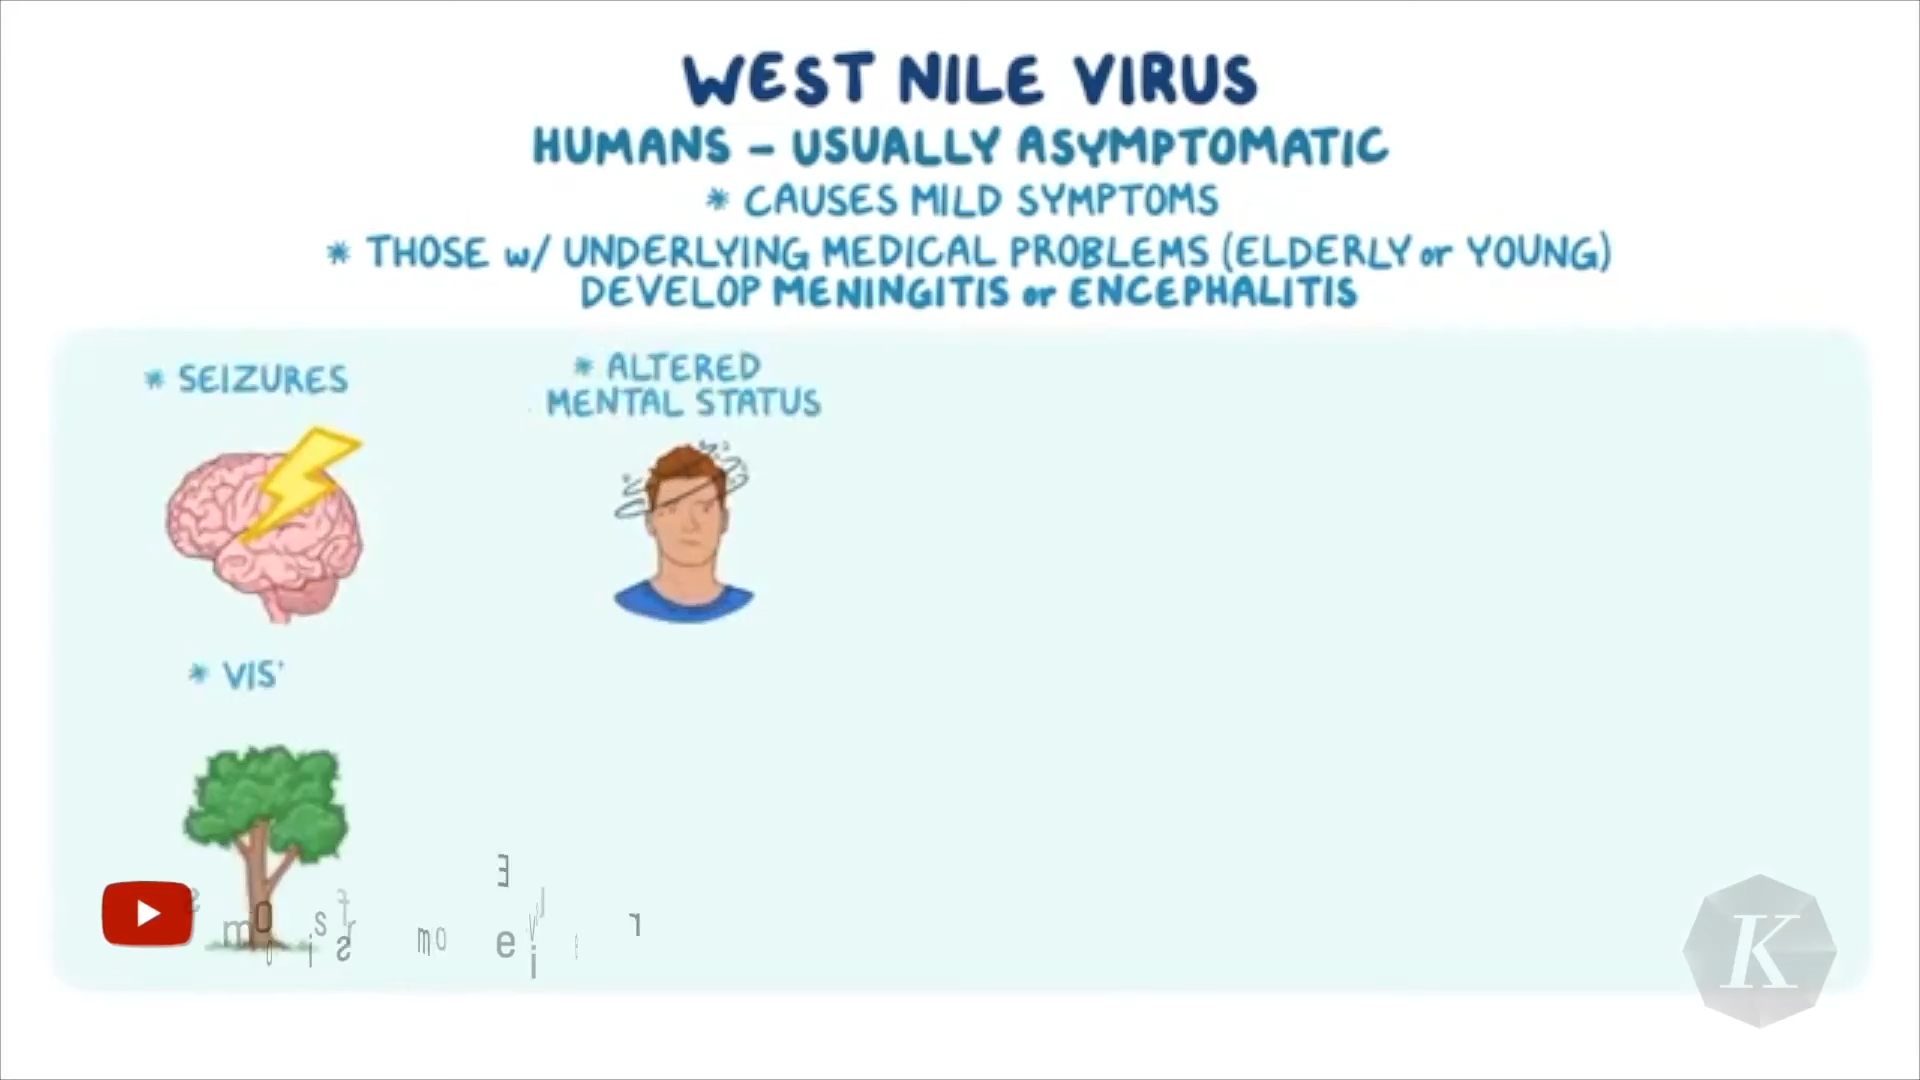 WEST NILE VIRUS
HUMANS - USUALLY ASYMPTOMATIC
* CAUSES MILD SYMPTOMS
* THOSE w/ UNDERLYING MEDICAL PROBLEMS (ELDERLY or YOUNG)
DEVELOP MENINGITIS or ENCEPHALITIS
* SEIZURES
* ALTERED
MENTAL STATUS
* VIS
K